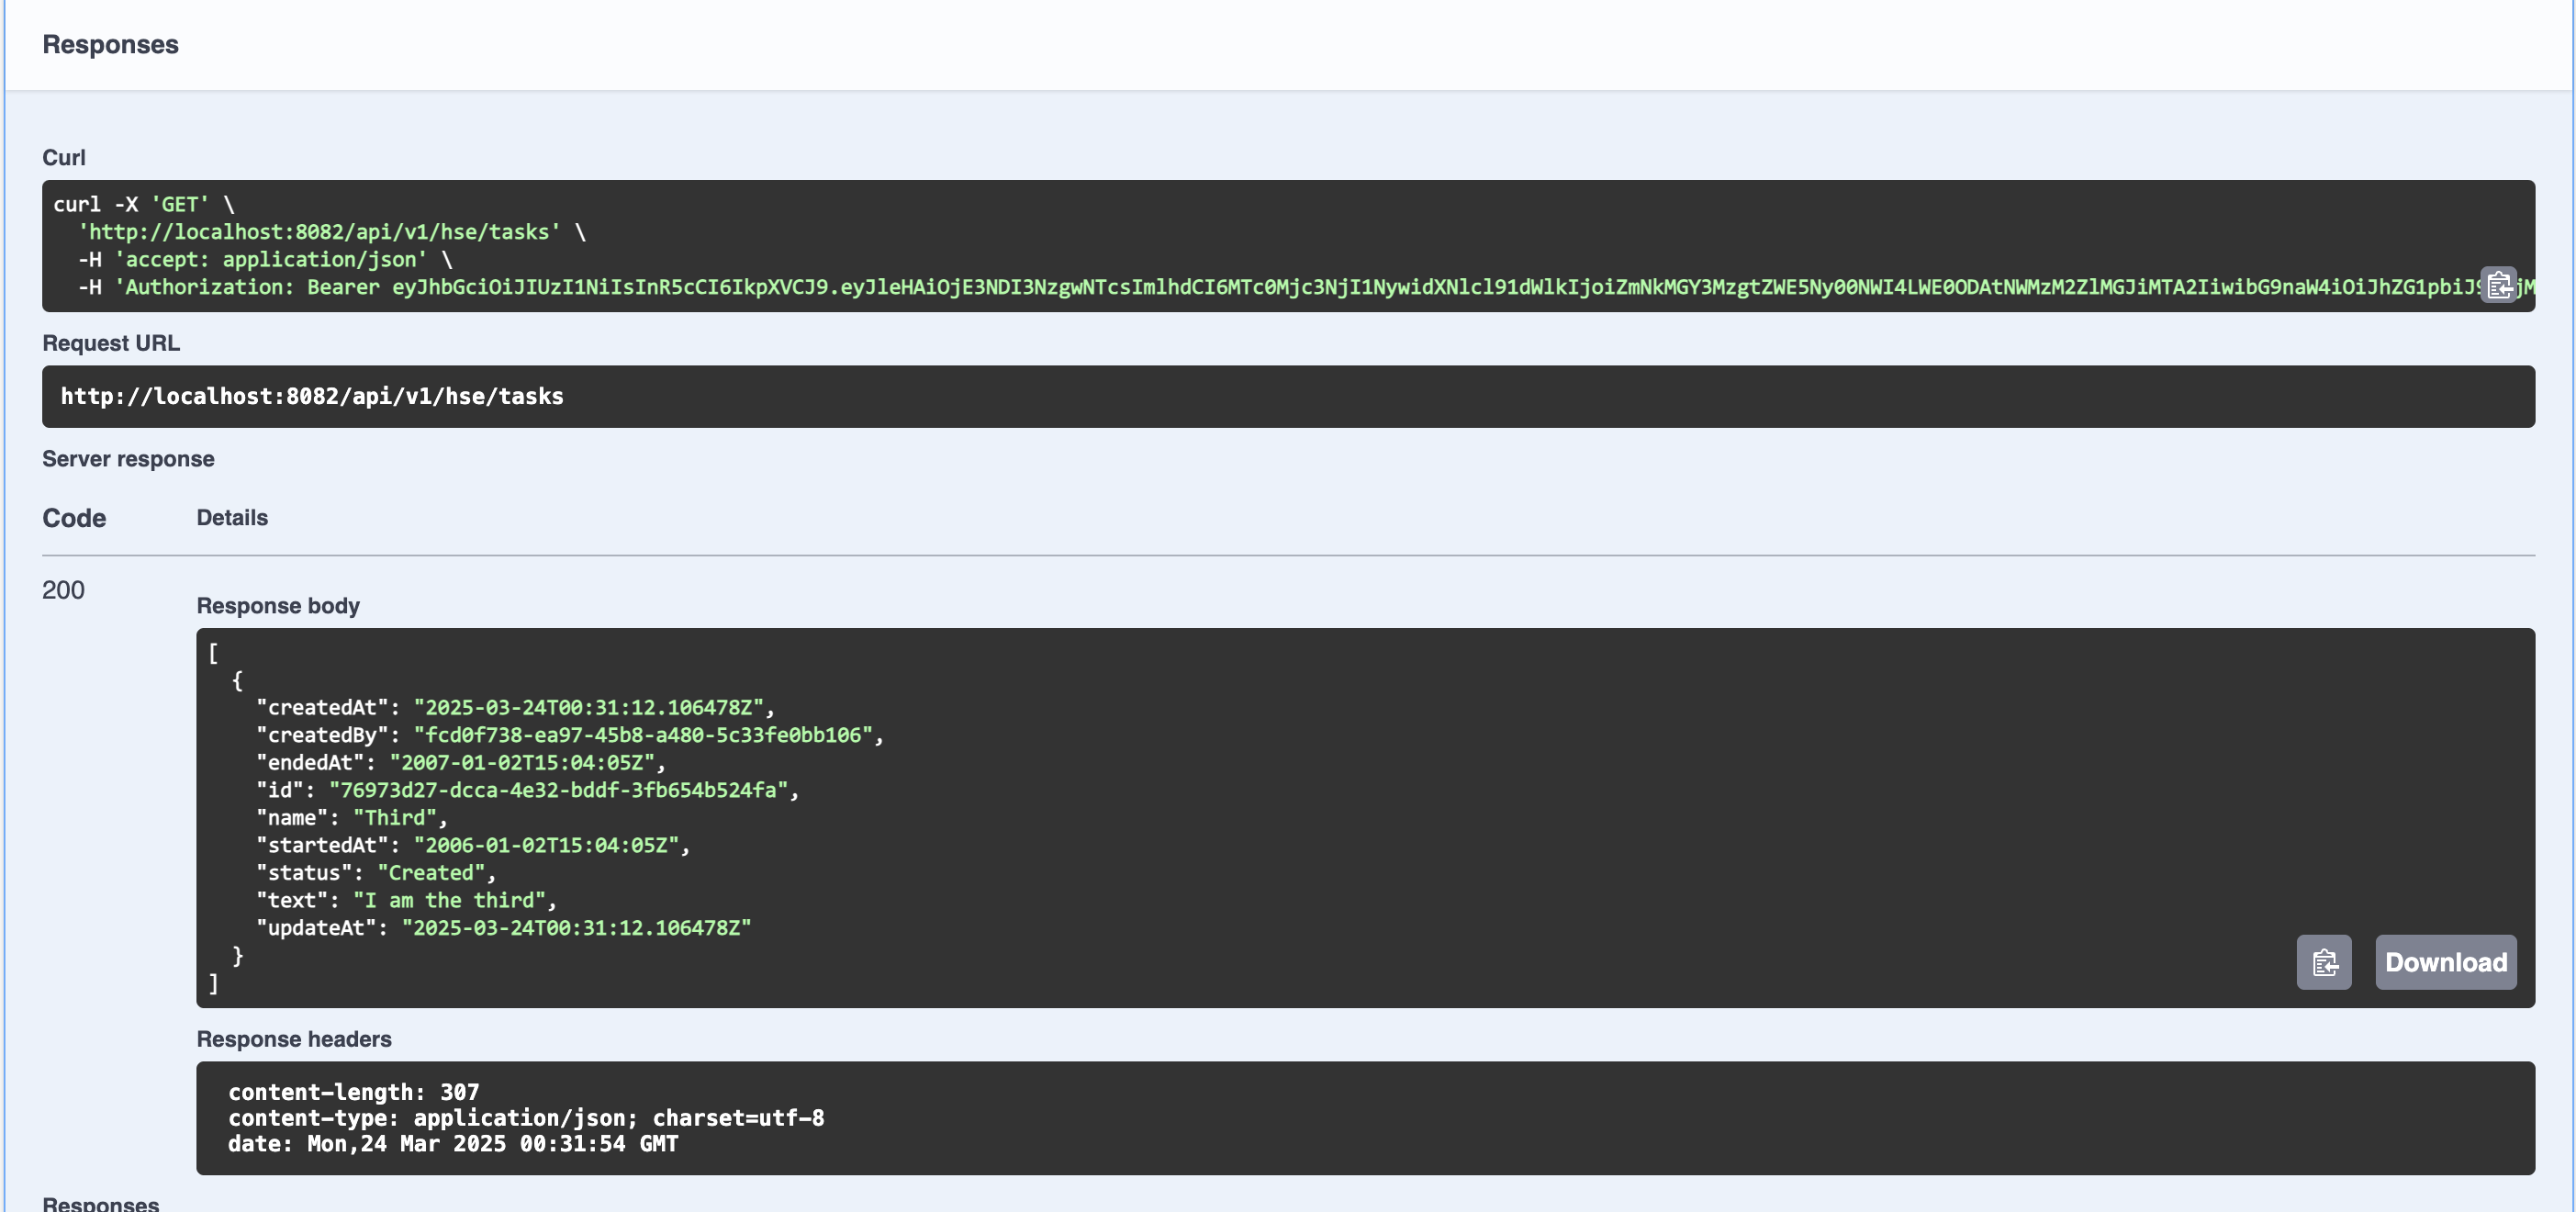 Responses
Curl
curl -X 'GET' \
'http://localhost:8082/api/v1/hse/tasks' \
-H 'accept: application/json' \
-H 'Authorization: Bearer eyJhbGciOiJIUzI1NiIsInR5cCI6IkpXVCJ9.eyJleHAiOjE3NDI3NzgwNTcsImlhdCI6MTc0Mjc3NjI1NywidXNlcl91dWlkIjoiZmNkMGY3MzgtZWE5Ny00NWI4LWE0ODAtNWMzM2ZlMGJiMTA2IiwibG9naW4iOiJhZG1pbiJ9
Request URL
http://localhost:8082/api/v1/hse/tasks
Server response
Code Details
200
Response body
[
{
"createdAt": "2025-03-24T00:31:12.106478Z",
"createdBy": "fcd0f738-ea97-45b8-a480-5c33fe0bb106",
"endedAt": "2007-01-02T15:04:05Z",
"id": "76973d27-dcca-4e32-bddf-3fb654b524fa",
"name": "Third",
"startedAt": "2006-01-02T15:04:05Z",
"status": "Created",
"text": "I am the third",
"updateAt": "2025-03-24T00:31:12.106478Z"
}
]
Download
Response headers
content-length: 307
content-type: application/json; charset=utf-8
date: Mon,24 Mar 2025 00:31:54 GMT
Responses